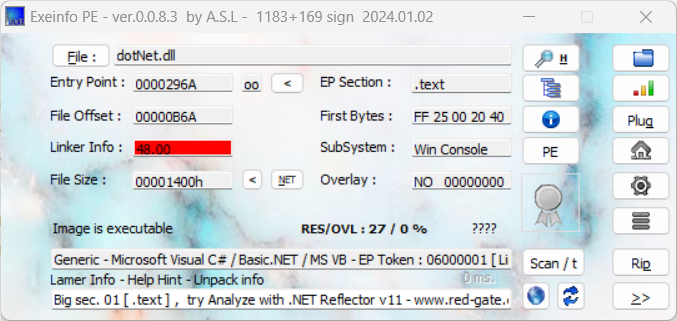 Exeinfo PE - ver.0.0.8.3 by A.S.L - 1183+169 sign 2024.01.02
File : dotNet.dll H
Entry Point : 0000296A oo < EP Section : .text
File Offset : 00000B6A First Bytes : FF 25 00 20 40 Plug
Linker Info : 48.00 SubSystem : Win Console PE
File Size : 00001400h < NET Overlay : NO 00000000
Image is executable RES/OVL : 27 / 0 % ????
Generic - Microsoft Visual C# / Basic.NET / MS VB - EP Token : 06000001 [ Li Scan / t Rip
Lamer Info - Help Hint - Unpack info 0 ms.
Big sec. 01 [ .text ] , try Analyze with .NET Reflector v11 - www.red-gate. >>